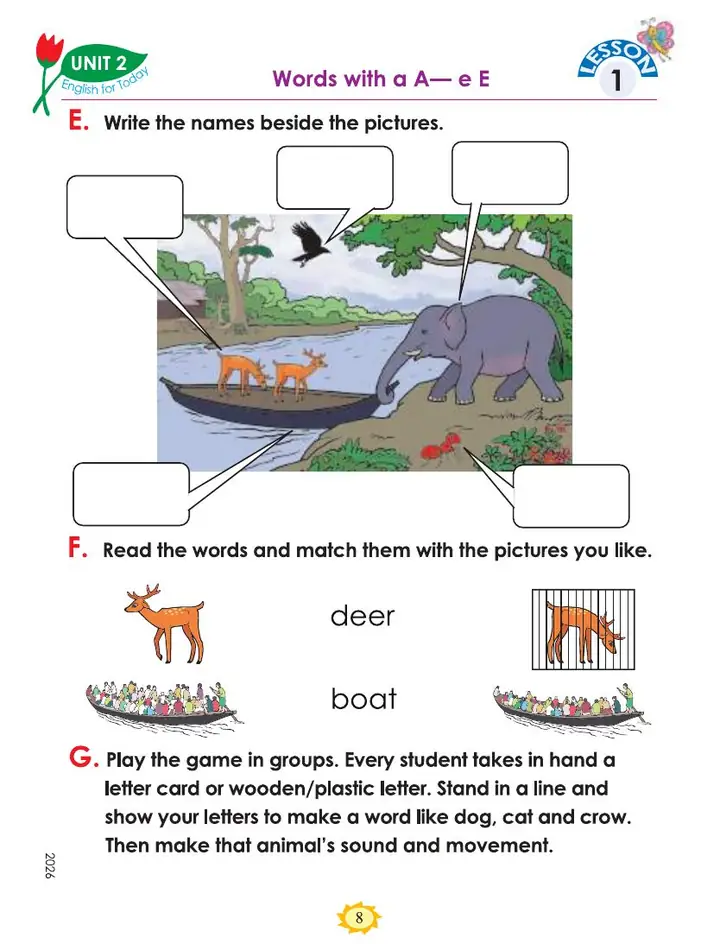 UNIT 2
English for Today
Words with a A— e E
LESSON
1
E. Write the names beside the pictures.
F. Read the words and match them with the pictures you like.
deer
boat
G. Play the game in groups. Every student takes in hand a
letter card or wooden/plastic letter. Stand in a line and
show your letters to make a word like dog, cat and crow.
Then make that animal's sound and movement.
2026
8